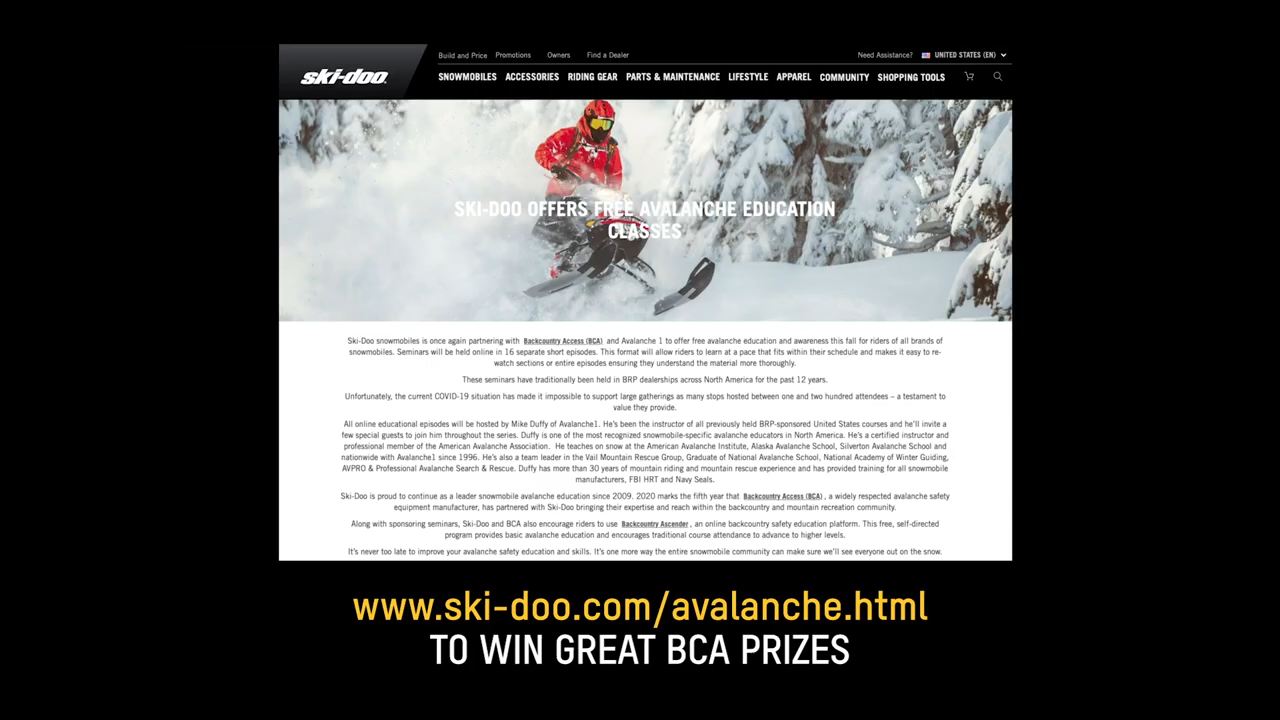 ski-doo
Build and Price Promotions Owners Find a Dealer Need Assistance? UNITED STATES (EN)
SNOWMOBILES ACCESSORIES RIDING GEAR PARTS & MAINTENANCE LIFESTYLE APPAREL COMMUNITY SHOPPING TOOLS
SKI-DOO OFFERS FREE AVALANCHE EDUCATION
CLASSES
Ski-Doo snowmobiles is once again partnering with Backcountry Access (BCA) and Avalanche 1 to offer free avalanche education and awareness this fall for riders of all brands of
snowmobiles. Seminars will be held online in 16 separate short episodes. This format will allow riders to learn at a pace that fits within their schedule and makes it easy to re-
watch sections or entire episodes ensuring they understand the material more thoroughly.
These seminars have traditionally been held in BRP dealerships across North America for the past 12 years.
Unfortunately, the current COVID-19 situation has made it impossible to support large gatherings as many stops hosted between one and two hundred attendees – a testament to
value they provide.
All online educational episodes will be hosted by Mike Duffy of Avalanche1. He's been the instructor of all previously held BRP-sponsored United States courses and he'll invite a
few special guests to join him throughout the series. Duffy is one of the most recognized snowmobile-specific avalanche educators in North America. He's a certified instructor and
professional member of the American Avalanche Association. He teaches on snow at the American Avalanche Institute, Alaska Avalanche School, Silverton Avalanche School and
nationwide with Avalanche1 since 1996. He's also a team leader in the Vail Mountain Rescue Group, Graduate of National Avalanche School, National Academy of Winter Guiding,
AVPRO & Professional Avalanche Search & Rescue. Duffy has more than 30 years of mountain riding and mountain rescue experience and has provided training for all snowmobile
manufacturers, FBI HRT and Navy Seals.
Ski-Doo is proud to continue as a leader snowmobile avalanche education since 2009. 2020 marks the fifth year that Backcountry Access (BCA) , a widely respected avalanche safety
equipment manufacturer, has partnered with Ski-Doo bringing their expertise and reach within the backcountry and mountain recreation community.
Along with sponsoring seminars, Ski-Doo and BCA also encourage riders to use Backcountry Ascender , an online backcountry safety education platform. This free, self-directed
program provides basic avalanche education and encourages traditional course attendance to advance to higher levels.
It's never too late to improve your avalanche safety education and skills. It's one more way the entire snowmobile community can make sure we'll see everyone out on the snow.
www.ski-doo.com/avalanche.html
TO WIN GREAT BCA PRIZES